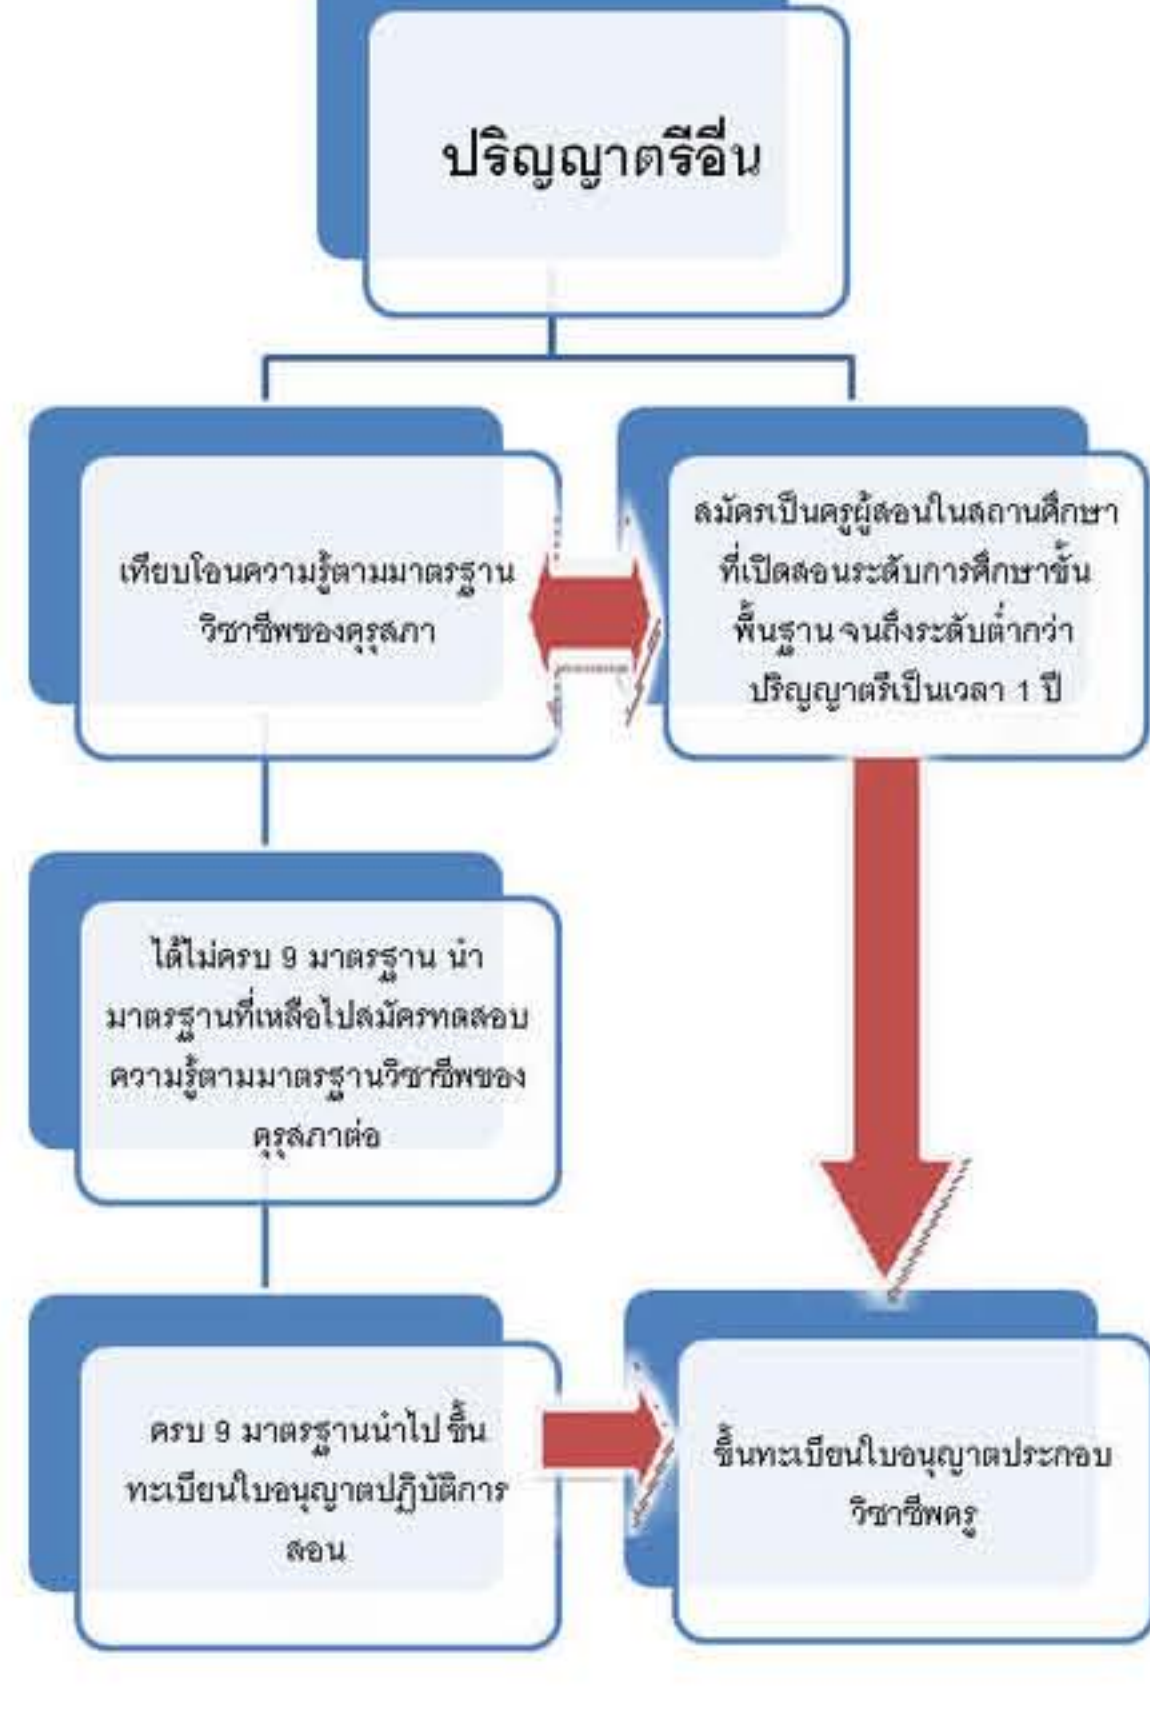 ปริญญาตรีอื่น
เทียบโอนความรู้ตามมาตรฐาน
วิชาชีพของคุรุสภา
สมัครเป็นครูผู้สอนในสถานศึกษา
ที่เปิดสอนระดับการศึกษาขั้น
พื้นฐาน จนถึงระดับต่ำกว่า
ปริญญาตรีเป็นเวลา 1 ปี
ได้ไม่ครบ 9 มาตรฐาน นำ
มาตรฐานที่เหลือไปสมัครทดสอบ
ความรู้ตามมาตรฐานวิชาชีพของ
คุรุสภาต่อ
ครบ 9 มาตรฐานนำไป ขึ้น
ทะเบียนใบอนุญาตปฏิบัติการ
สอน
ขึ้นทะเบียนใบอนุญาตประกอบ
วิชาชีพครู